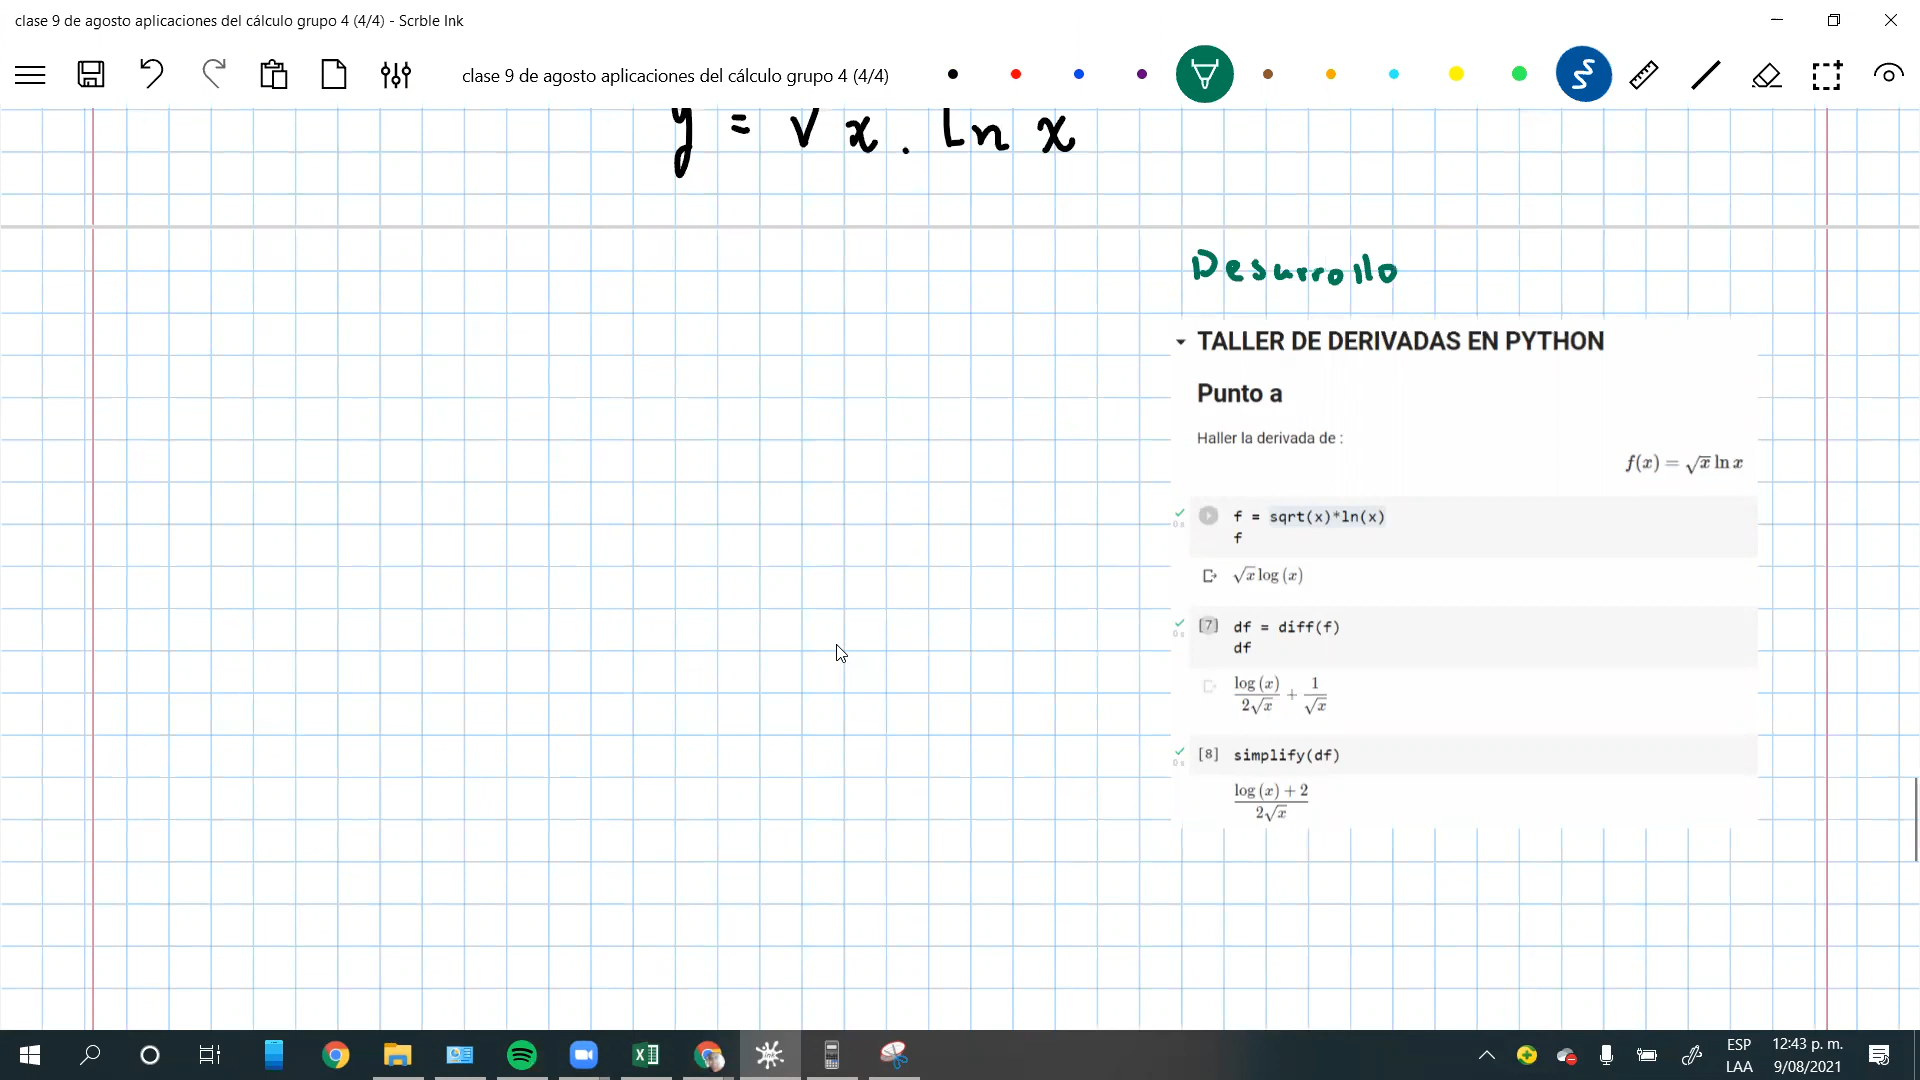 clase 9 de agosto aplicaciones del cálculo grupo 4 (4/4) - Scrble Ink
clase 9 de agosto aplicaciones del cálculo grupo 4 (4/4)
y = √x . Ln x
Desarrollo
TALLER DE DERIVADAS EN PYTHON
Punto a
Haller la derivada de :
f(x) = √x ln x
f = sqrt(x)*ln(x)
f
√x log (x)
[7] df = diff(f)
df
log (x) / 2√x + 1 / √x
[8] simplify(df)
log (x) + 2 / 2√x
ESP
LAA
12:43 p. m.
9/08/2021